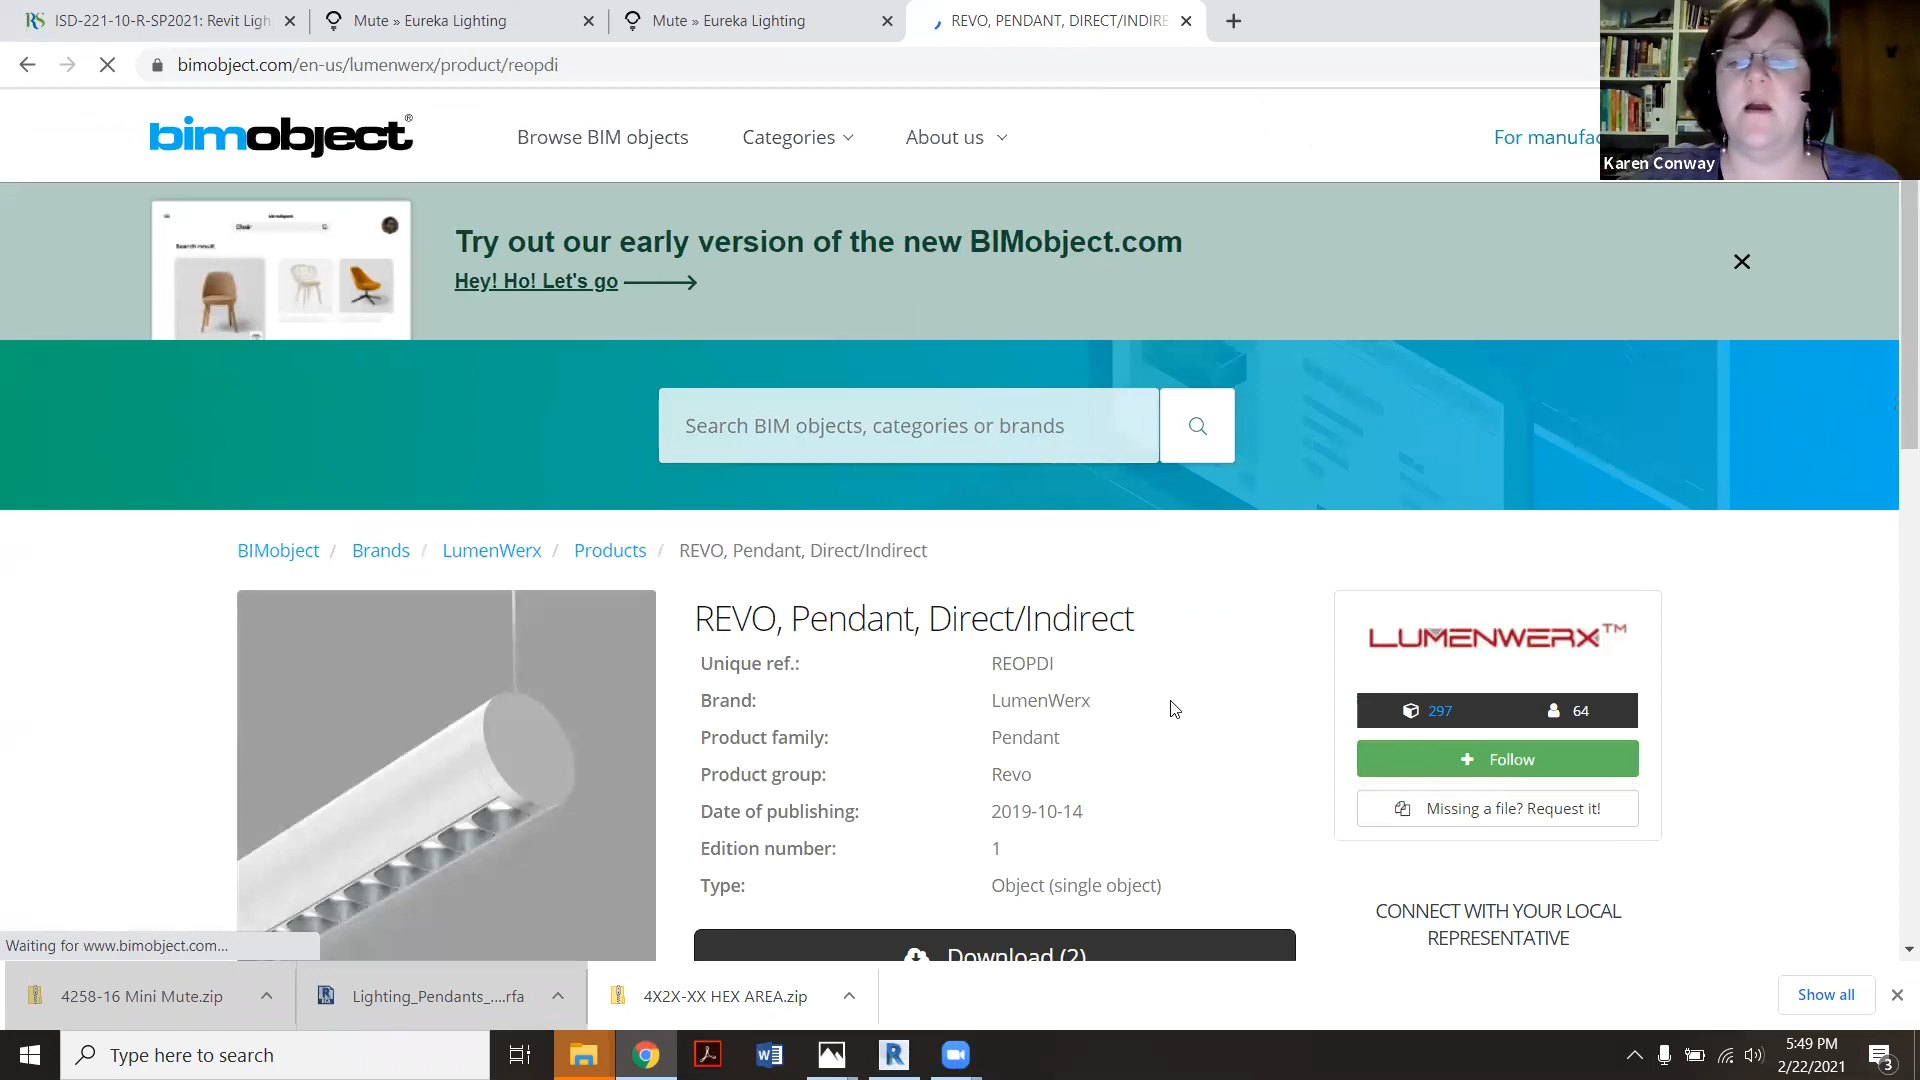 ISD-221-10-R-SP2021: Revit Ligh
Mute » Eureka Lighting
Mute » Eureka Lighting
REVO, PENDANT, DIRECT/INDIRE
bimobject.com/en-us/lumenwerx/product/reopdi
bimobject®
Browse BIM objects
Categories
About us
For manufac
Karen Conway
Try out our early version of the new BIMobject.com
Hey! Ho! Let's go
Search BIM objects, categories or brands
BIMobject / Brands / LumenWerx / Products / REVO, Pendant, Direct/Indirect
REVO, Pendant, Direct/Indirect
Unique ref.: REOPDI
Brand: LumenWerx
Product family: Pendant
Product group: Revo
Date of publishing: 2019-10-14
Edition number: 1
Type: Object (single object)
Download (2)
LUMENWERX™
297 64
Follow
Missing a file? Request it!
CONNECT WITH YOUR LOCAL
REPRESENTATIVE
Waiting for www.bimobject.com...
4258-16 Mini Mute.zip
Lighting_Pendants_....rfa
4X2X-XX HEX AREA.zip
Show all
Type here to search
5:49 PM
2/22/2021
3